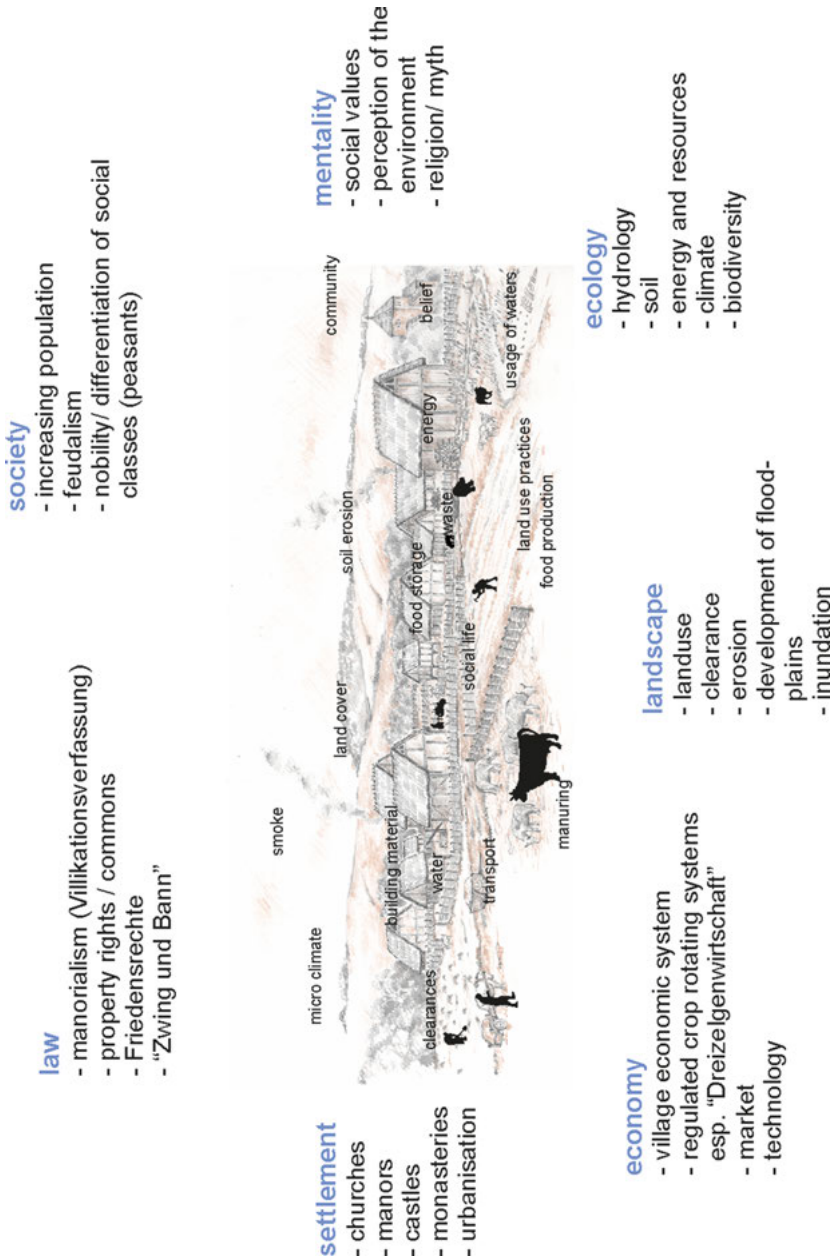 law
- manorialism (Villikationsverfassung)
- property rights / commons
- Friedensrechte
- “Zwing und Bann”
society
- increasing population
- feudalism
- nobility/ differentiation of social
classes (peasants)
settlement
- churches
- manors
- castles
- monasteries
- urbanisation
smoke
micro climate
land cover
soil erosion
community
building material
food storage
energy
belief
clearances
water
waste
social life
transport
usage of waters
land use practices
food production
manuring
mentality
- social values
- perception of the
environment
- religion/ myth
economy
- village economic system
- regulated crop rotating systems
esp. “Dreizelgenwirtschaft”
- market
- technology
landscape
- landuse
- clearance
- erosion
- development of flood-
plains
- inundation
ecology
- hydrology
- soil
- energy and resources
- climate
- biodiversity